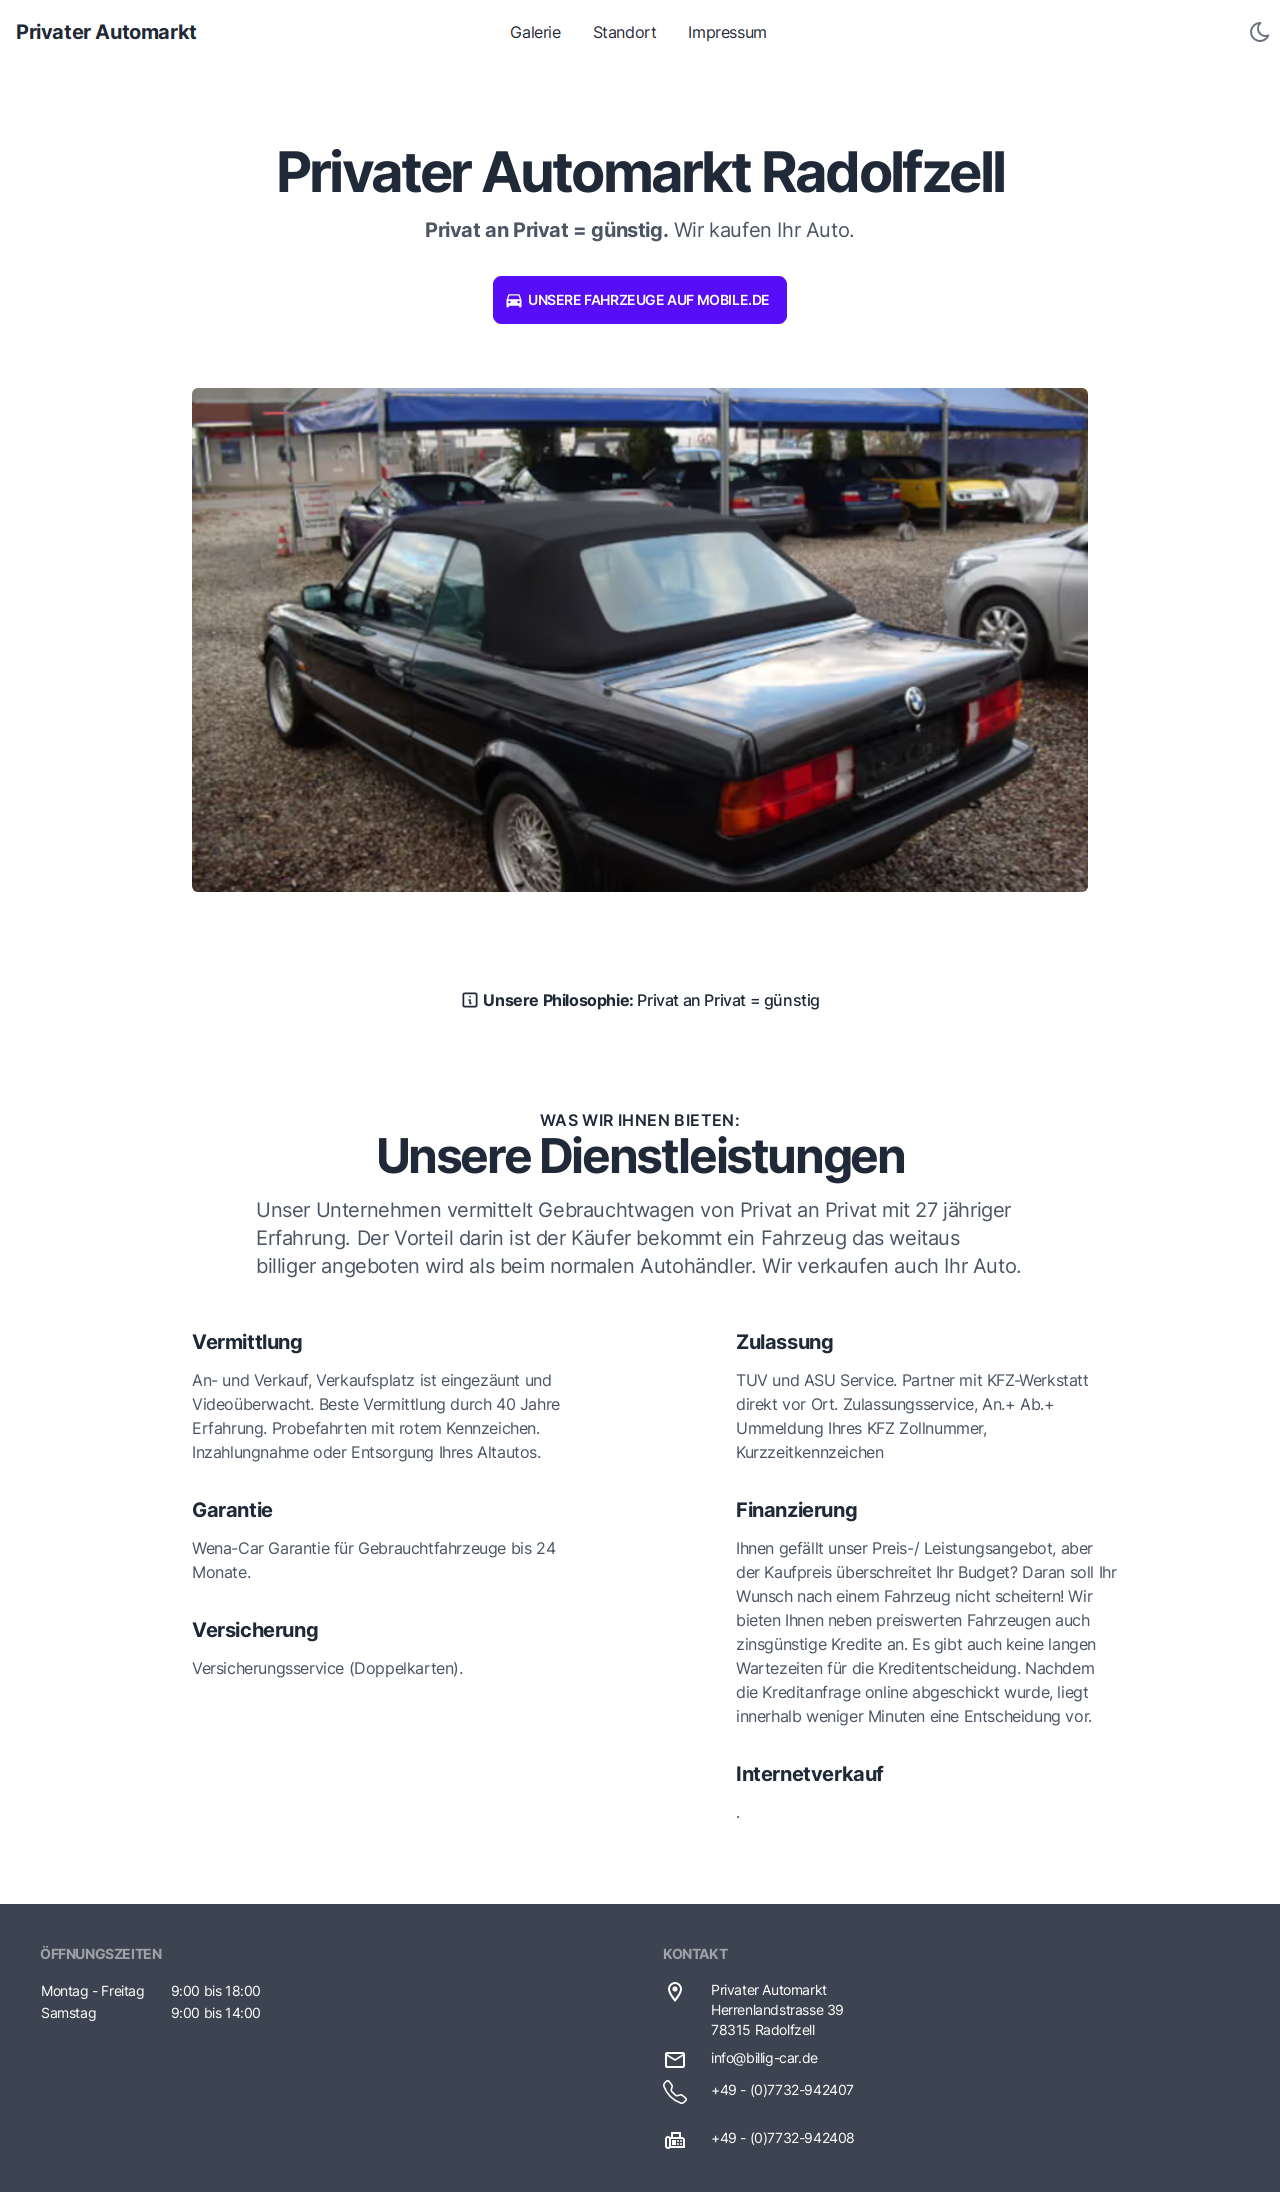 Privater Automarkt
Galerie
Standort
Impressum
Privater Automarkt Radolfzell
Privat an Privat = günstig. Wir kaufen Ihr Auto.
UNSERE FAHRZEUGE AUF MOBILE.DE
Unsere Philosophie: Privat an Privat = günstig
WAS WIR IHNEN BIETEN:
Unsere Dienstleistungen
Unser Unternehmen vermittelt Gebrauchtwagen von Privat an Privat mit 27 jähriger
Erfahrung. Der Vorteil darin ist der Käufer bekommt ein Fahrzeug das weitaus
billiger angeboten wird als beim normalen Autohändler. Wir verkaufen auch Ihr Auto.
Vermittlung
An- und Verkauf, Verkaufsplatz ist eingezäunt und
Videoüberwacht. Beste Vermittlung durch 40 Jahre
Erfahrung. Probefahrten mit rotem Kennzeichen.
Inzahlungnahme oder Entsorgung Ihres Altautos.
Garantie
Wena-Car Garantie für Gebrauchtfahrzeuge bis 24
Monate.
Versicherung
Versicherungsservice (Doppelkarten).
Zulassung
TUV und ASU Service. Partner mit KFZ-Werkstatt
direkt vor Ort. Zulassungsservice, An.+ Ab.+
Ummeldung Ihres KFZ Zollnummer,
Kurzzeitkennzeichen
Finanzierung
Ihnen gefällt unser Preis-/ Leistungsangebot, aber
der Kaufpreis überschreitet Ihr Budget? Daran soll Ihr
Wunsch nach einem Fahrzeug nicht scheitern! Wir
bieten Ihnen neben preiswerten Fahrzeugen auch
zinsgünstige Kredite an. Es gibt auch keine langen
Wartezeiten für die Kreditentscheidung. Nachdem
die Kreditanfrage online abgeschickt wurde, liegt
innerhalb weniger Minuten eine Entscheidung vor.
Internetverkauf
.
ÖFFNUNGSZEITEN
Montag - Freitag 9:00 bis 18:00
Samstag 9:00 bis 14:00
KONTAKT
Privater Automarkt
Herrenlandstrasse 39
78315 Radolfzell
info@billig-car.de
+49 - (0)7732-942407
+49 - (0)7732-942408